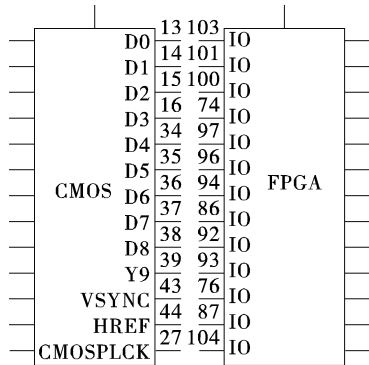 13 103
D0 IO
14 101
D1 IO
15 100
D2 IO
16 74
D3 IO
34 97
D4 IO
35 96
D5 IO
36 94
CMOS D6 IO FPGA
37 86
D7 IO
38 92
D8 IO
39 93
Y9 IO
43 76
VSYNC IO
44 87
HREF IO
27 104
CMOSPLCK IO